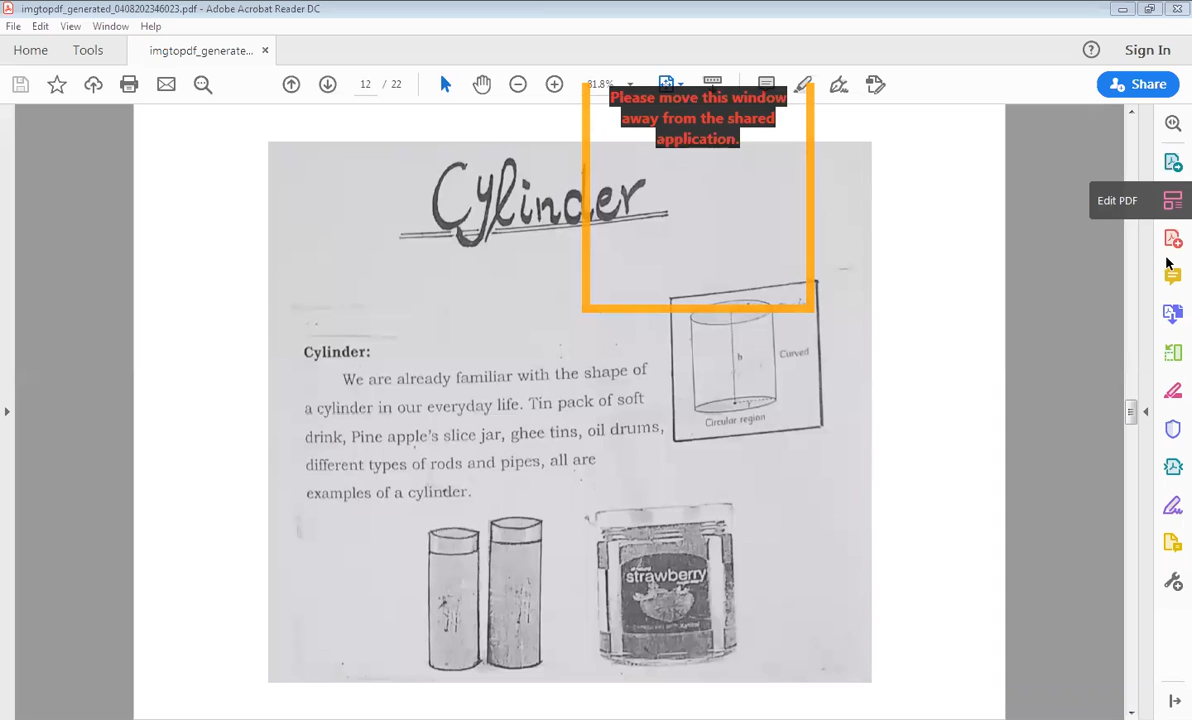 imgtopdf_generated_0408202346023.pdf - Adobe Acrobat Reader DC
File Edit View Window Help
Home Tools imgtopdf_generate... × Sign In
12 / 22 81.8% Share
Please move this window
away from the shared
application.
Edit PDF
Cylinder
Cylinder:
We are already familiar with the shape of
a cylinder in our everyday life. Tin pack of soft
drink, Pine apple's slice jar, ghee tins, oil drums,
different types of rods and pipes, all are
examples of a cylinder.
h
Curved
r
Circular region
strawberry